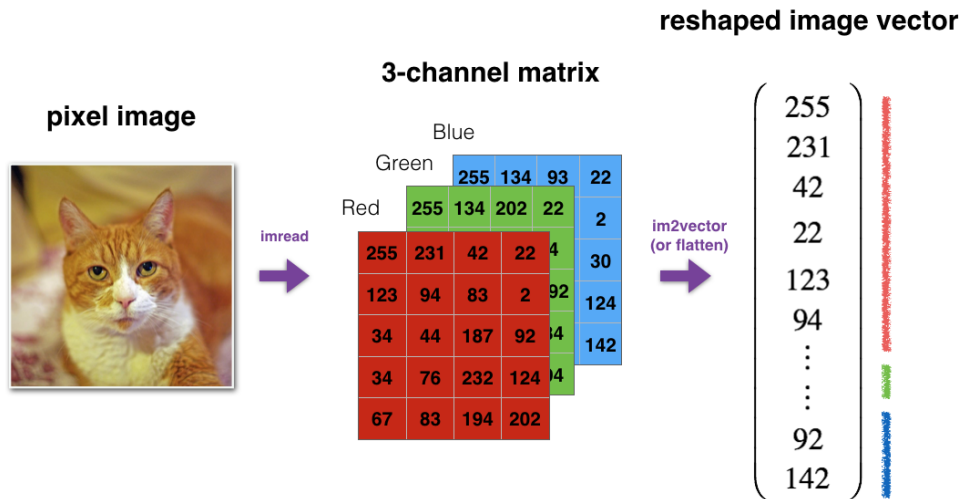 reshaped image vector
3-channel matrix
pixel image
Blue
Green
Red
imread
im2vector
(or flatten)
255 134 93 22
2
30
124
142
255 134 202 22
255 231 42 22
123 94 83 2
34 44 187 92
34 76 232 124
67 83 194 202
255
231
42
22
123
94
92
142